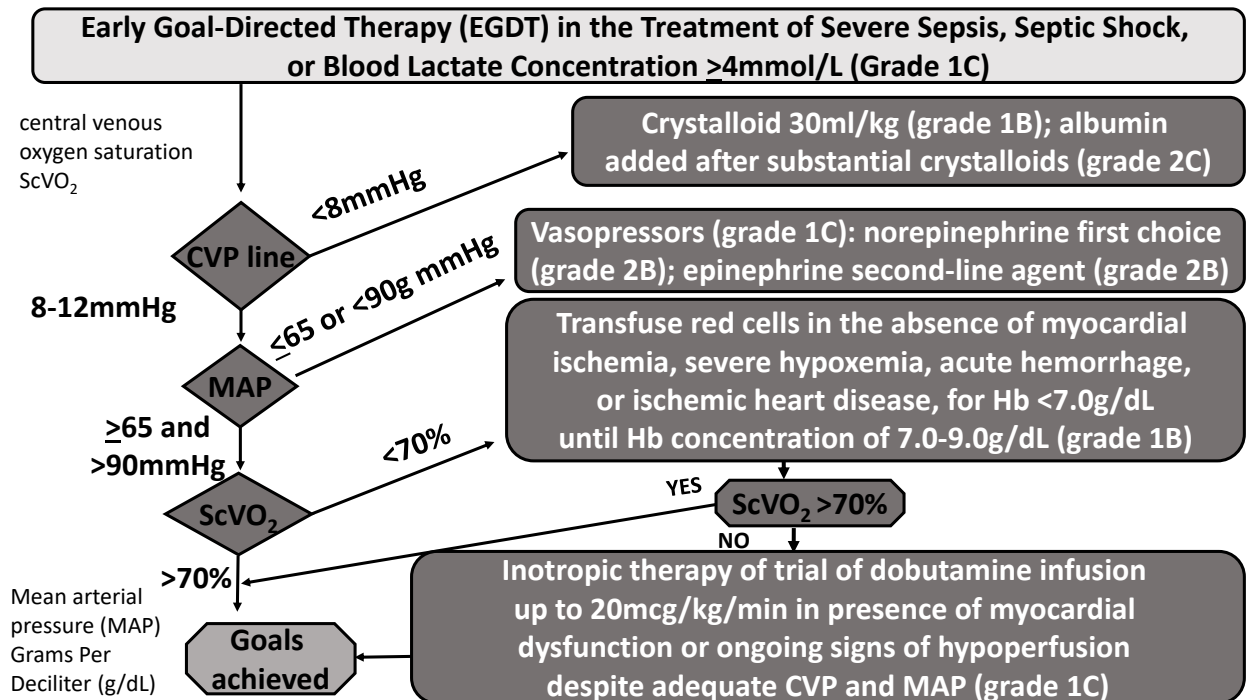 Early Goal-Directed Therapy (EGDT) in the Treatment of Severe Sepsis, Septic Shock,
or Blood Lactate Concentration ≥4mmol/L (Grade 1C)
central venous
oxygen saturation
ScVO₂
Crystalloid 30ml/kg (grade 1B); albumin
added after substantial crystalloids (grade 2C)
<8mmHg
CVP line
Vasopressors (grade 1C): norepinephrine first choice
(grade 2B); epinephrine second-line agent (grade 2B)
≤65 or <90g mmHg
8-12mmHg
MAP
Transfuse red cells in the absence of myocardial
ischemia, severe hypoxemia, acute hemorrhage,
or ischemic heart disease, for Hb <7.0g/dL
until Hb concentration of 7.0-9.0g/dL (grade 1B)
≥65 and
>90mmHg
<70%
ScVO₂
YES
ScVO₂ >70%
NO
>70%
Inotropic therapy of trial of dobutamine infusion
up to 20mcg/kg/min in presence of myocardial
dysfunction or ongoing signs of hypoperfusion
despite adequate CVP and MAP (grade 1C)
Mean arterial
pressure (MAP)
Grams Per
Deciliter (g/dL)
Goals
achieved